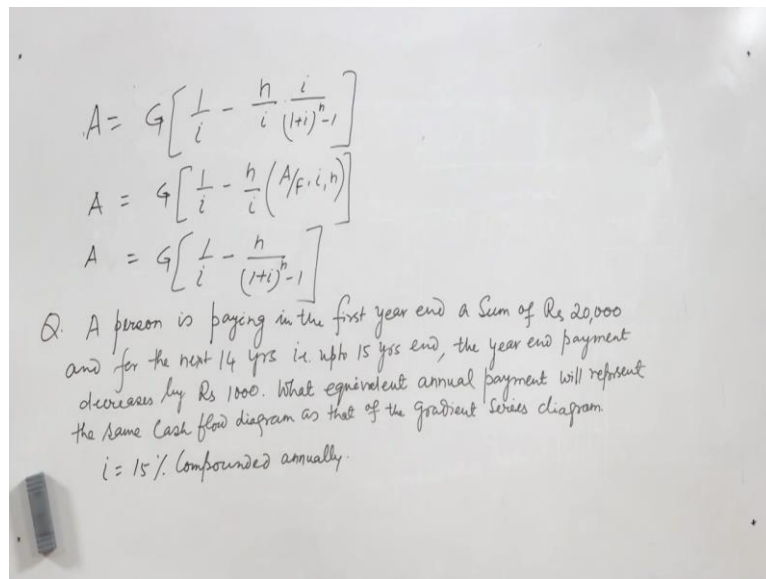 A = G[1/i - n/i · i/((1+i)^n - 1)]
A = G[1/i - n/i (A/F, i, n)]
A = G[1/i - n/((1+i)^n - 1)]
Q. A person is paying in the first year end a Sum of Rs 20,000
and for the next 14 yrs i.e. upto 15 yrs end, the year end payment
decreases by Rs 1000. What equivalent annual payment will represent
the same Cash flow diagram as that of the gradient Series diagram.
i = 15% Compounded annually.